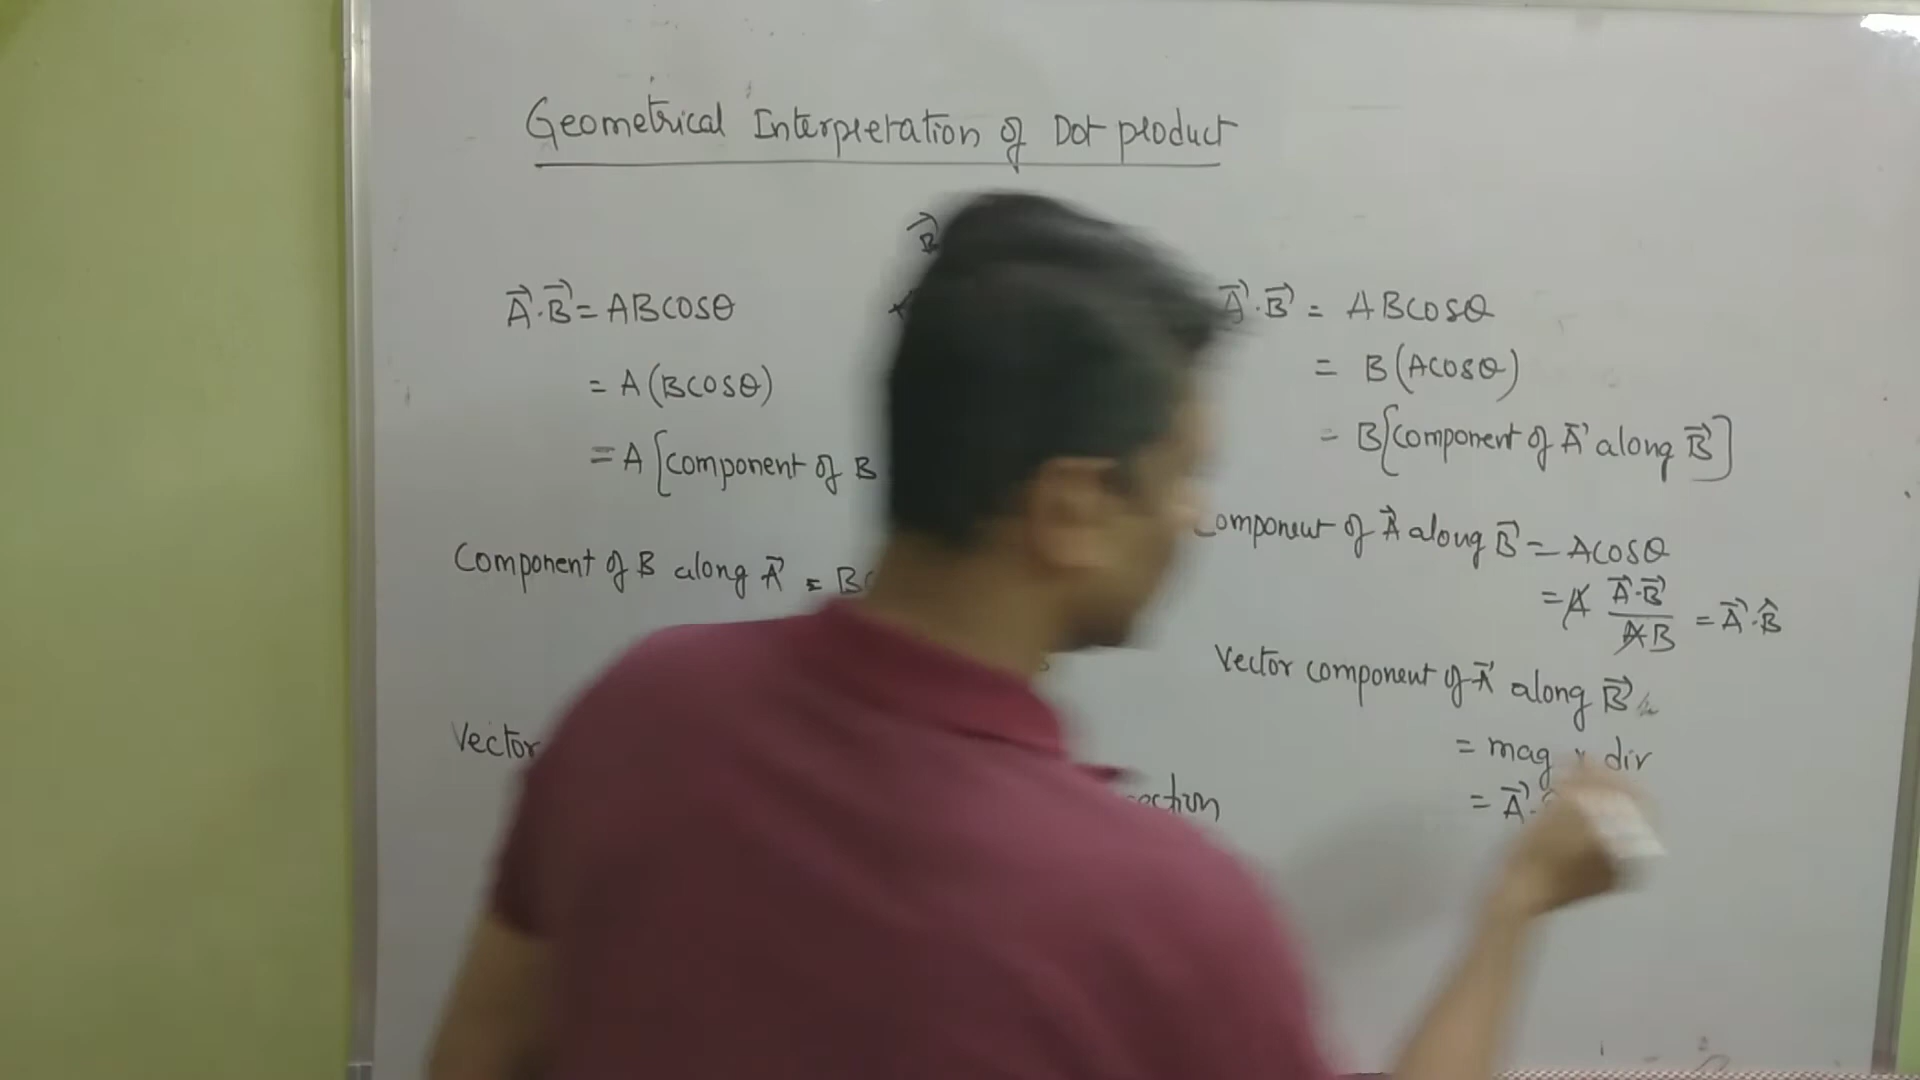 Geometrical Interpretation of Dot product
B⃗
A⃗·B⃗ = ABcosθ
= A(Bcosθ)
= A[component of B
Component of B along A⃗ = B
Vector
ection
A⃗·B⃗ = ABcosθ
= B(Acosθ)
= B[component of A⃗ along B⃗]
omponent of A⃗ along B⃗ = Acosθ
= A A⃗·B⃗/AB = A⃗·B̂
Vector component of A⃗ along B⃗
= mag x dir
= A⃗·